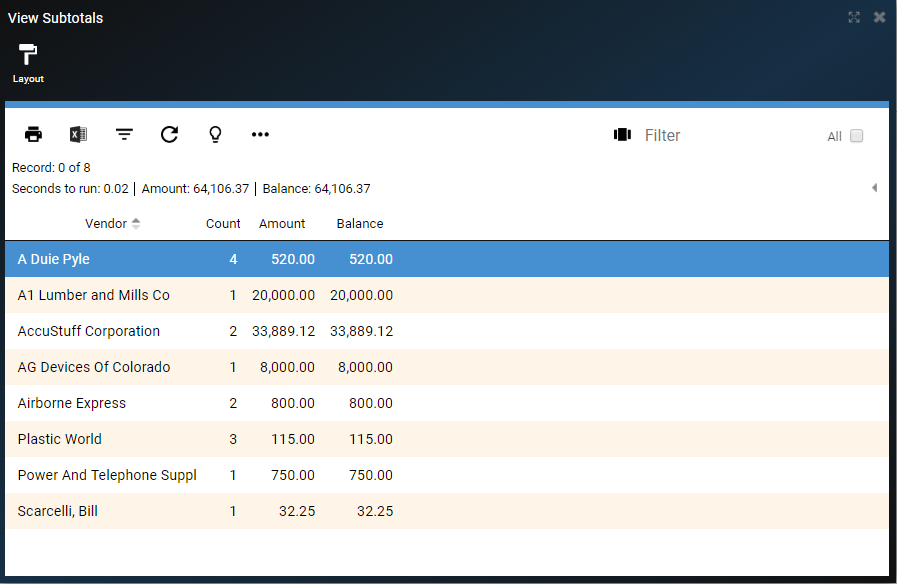 View Subtotals
Layout
Filter
All
Record: 0 of 8
Seconds to run: 0.02 | Amount: 64,106.37 | Balance: 64,106.37
Vendor Count Amount Balance
A Duie Pyle 4 520.00 520.00
A1 Lumber and Mills Co 1 20,000.00 20,000.00
AccuStuff Corporation 2 33,889.12 33,889.12
AG Devices Of Colorado 1 8,000.00 8,000.00
Airborne Express 2 800.00 800.00
Plastic World 3 115.00 115.00
Power And Telephone Suppl 1 750.00 750.00
Scarcelli, Bill 1 32.25 32.25